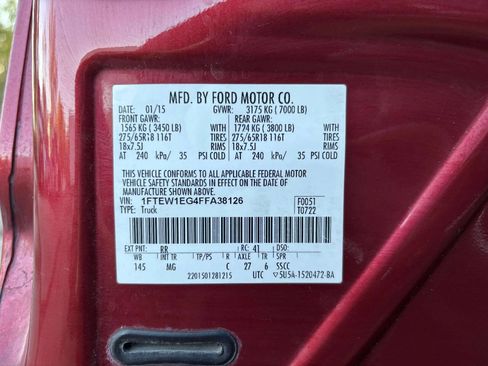 MFD. BY FORD MOTOR CO.
DATE: 01/15 GVWR: 3175 KG ( 7000 LB)
FRONT GAWR: REAR GAWR:
1565 KG ( 3450 LB) WITH 1724 KG ( 3800 LB) WITH
275/65R18 116T TIRES 275/65R18 116T TIRES
18x7.5J RIMS 18x7.5J RIMS
AT 240 kPa/ 35 PSI COLD AT 240 kPa/ 35 PSI COLD
THIS VEHICLE CONFORMS TO ALL APPLICABLE FEDERAL MOTOR
VEHICLE SAFETY STANDARDS IN EFFECT ON THE DATE OF
MANUFACTURE SHOWN ABOVE.
VIN: 1FTEW1EG4FFA38126 F0051
TYPE: Truck T0722
EXT PNT: RR RC: 41 DSO:
WB INT TR TP/PS R AXLE TR SPR
145 MG C 27 6 SSCC
2201501281215 UTC 5U5A-1520472-BA